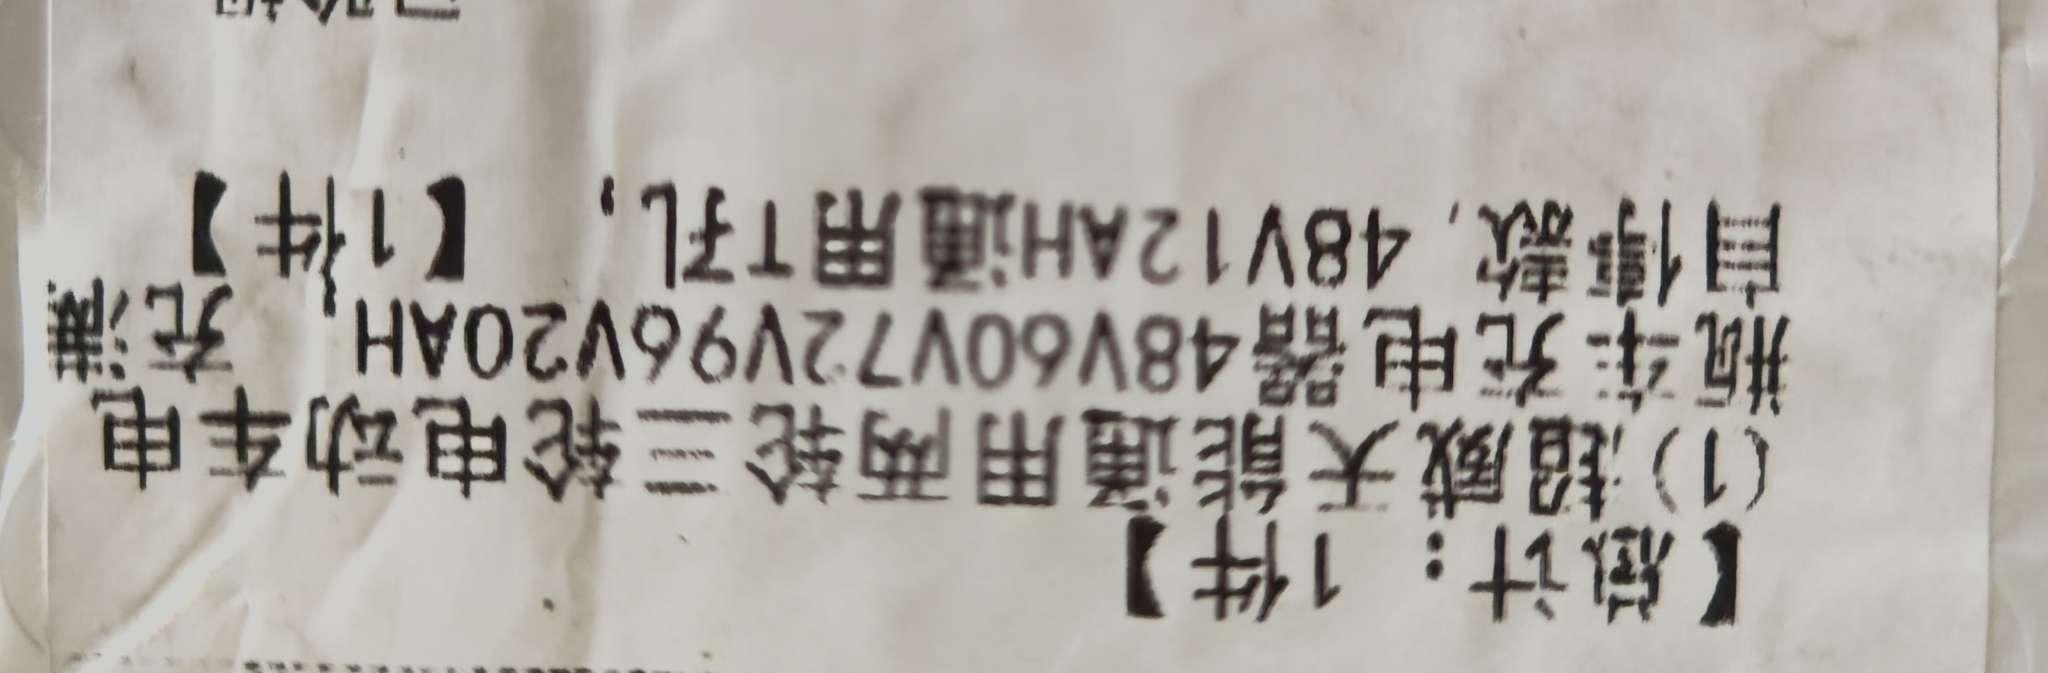 【总计：1件】
(1)超威天能通用两轮三轮电动车电
瓶车充电器48V60V72V96V20AH，充满
自停款，48V12AH通用T孔，【1件】